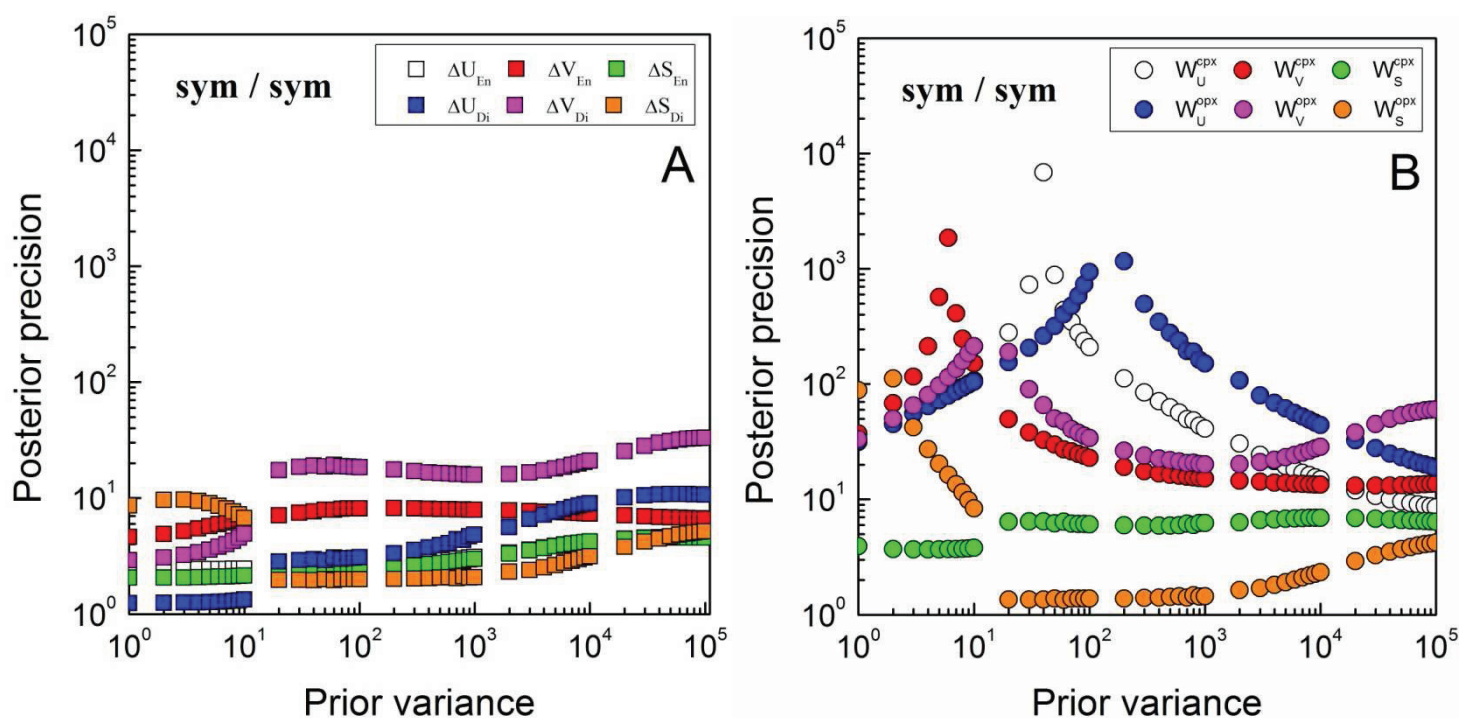 10^5
10^4
10^3
10^2
10^1
10^0
Posterior precision
sym / sym
ΔU_En ΔV_En ΔS_En
ΔU_Di ΔV_Di ΔS_Di
A
10^0 10^1 10^2 10^3 10^4 10^5
Prior variance
10^5
10^4
10^3
10^2
10^1
10^0
Posterior precision
sym / sym
W_U^cpx W_V^cpx W_S^cpx
W_U^opx W_V^opx W_S^opx
B
10^0 10^1 10^2 10^3 10^4 10^5
Prior variance